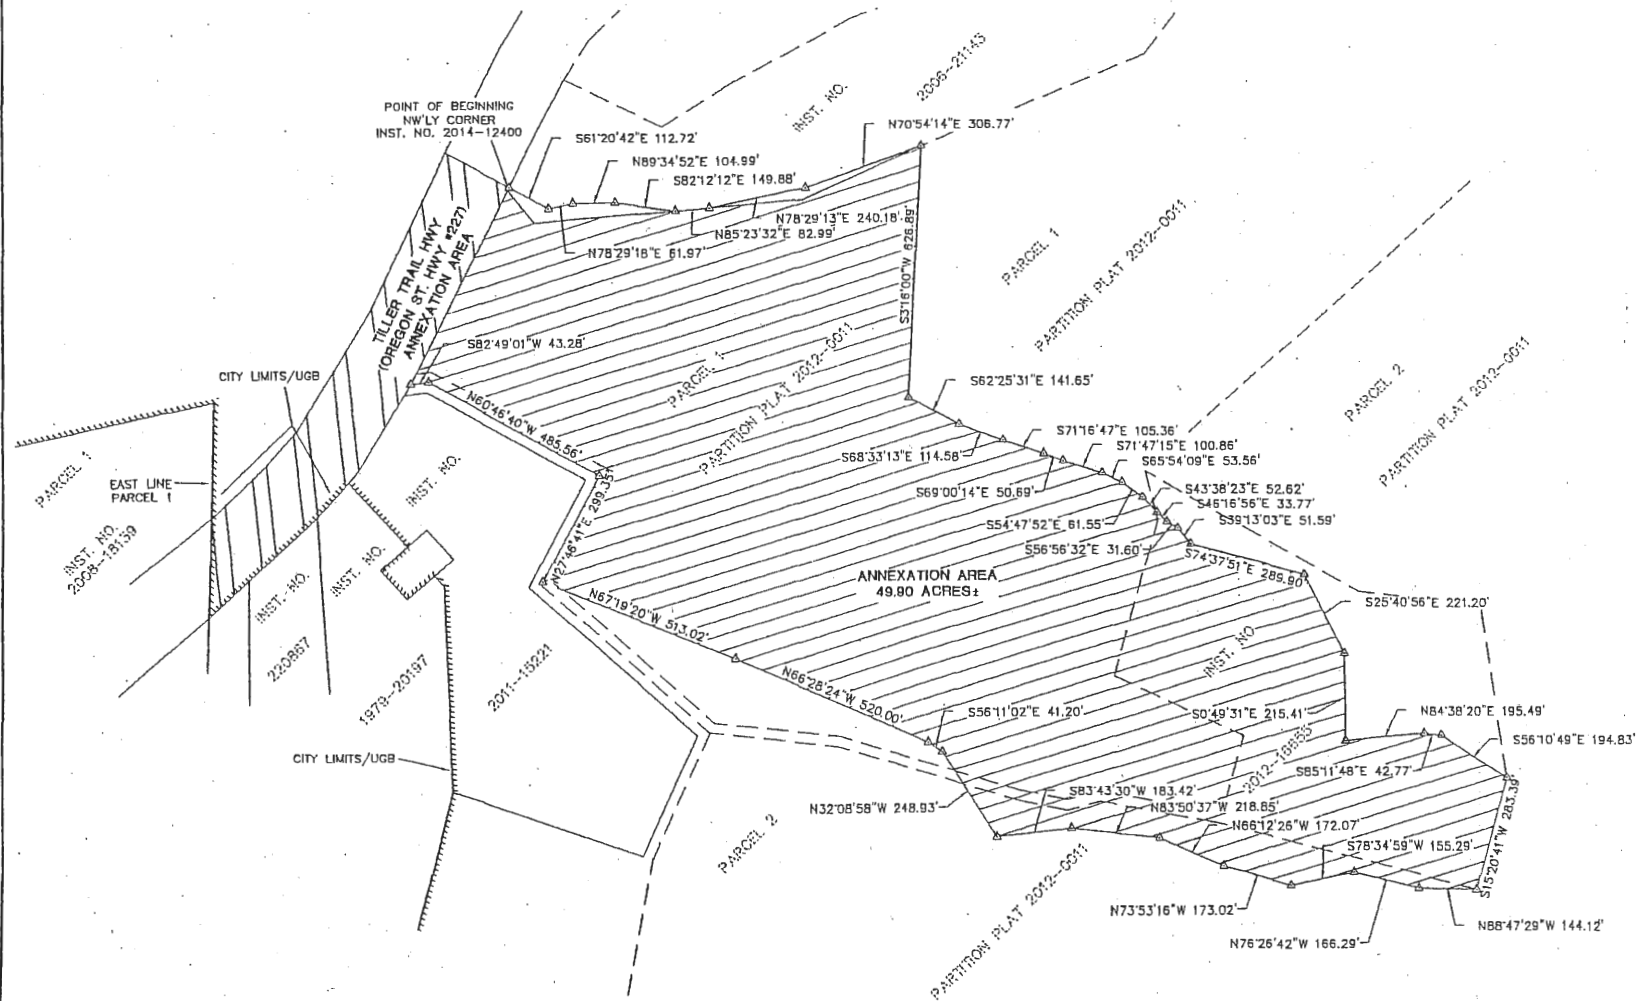 POINT OF BEGINNING
NW'LY CORNER
INST. NO. 2014-12400
S61°20'42"E 112.72'
N89°34'52"E 104.99'
S82°12'12"E 149.88'
INST. NO.
2006-21143
N70°54'14"E 306.77'
N78°29'13"E 240.18'
N85°23'32"E 82.99'
N78°29'18"E 61.97'
TILLER TRAIL HWY
(OREGON ST. HWY #227)
ANNEXATION AREA
S3°16'00"W 626.89'
PARCEL 1
PARTITION PLAT 2012-0011
S82°49'01"W 43.28'
CITY LIMITS/UGB
N60°46'40"W 485.56'
PARCEL 1
PARTITION PLAT 2012-0011
S62°25'31"E 141.65'
PARCEL 2
PARTITION PLAT 2012-0011
S71°16'47"E 105.36'
S71°47'15"E 100.86'
S68°33'13"E 114.58'
S65°54'09"E 53.56'
PARCEL 1
EAST LINE
PARCEL 1
INST. NO.
N27°46'41"E 299.35'
S69°00'14"E 50.69'
S43°38'23"E 52.62'
S46°16'56"E 33.77'
S39°13'03"E 51.59'
S54°47'52"E 61.55'
S56°56'32"E 31.60'
S74°37'51"E 289.90'
INST. NO.
2008-18139
INST. NO.
INST. NO.
ANNEXATION AREA
49.90 ACRES±
N67°19'20"W 513.02'
S25°40'56"E 221.20'
220867
1979-20197
2011-15221
INST. NO
N66°28'24"W 520.00'
S56°11'02"E 41.20'
S0°49'31"E 215.41'
N84°38'20"E 195.49'
S56°10'49"E 194.83'
CITY LIMITS/UGB
S85°11'48"E 42.77'
S83°43'30"W 183.42'
N32°08'58"W 248.93'
N83°50'37"W 218.85'
N66°12'26"W 172.07'
S78°34'59"W 155.29'
S15°20'41"W 283.39'
PARCEL 2
PARTITION PLAT 2012-0011
N73°53'16"W 173.02'
N76°26'42"W 166.29'
N88°47'29"W 144.12'